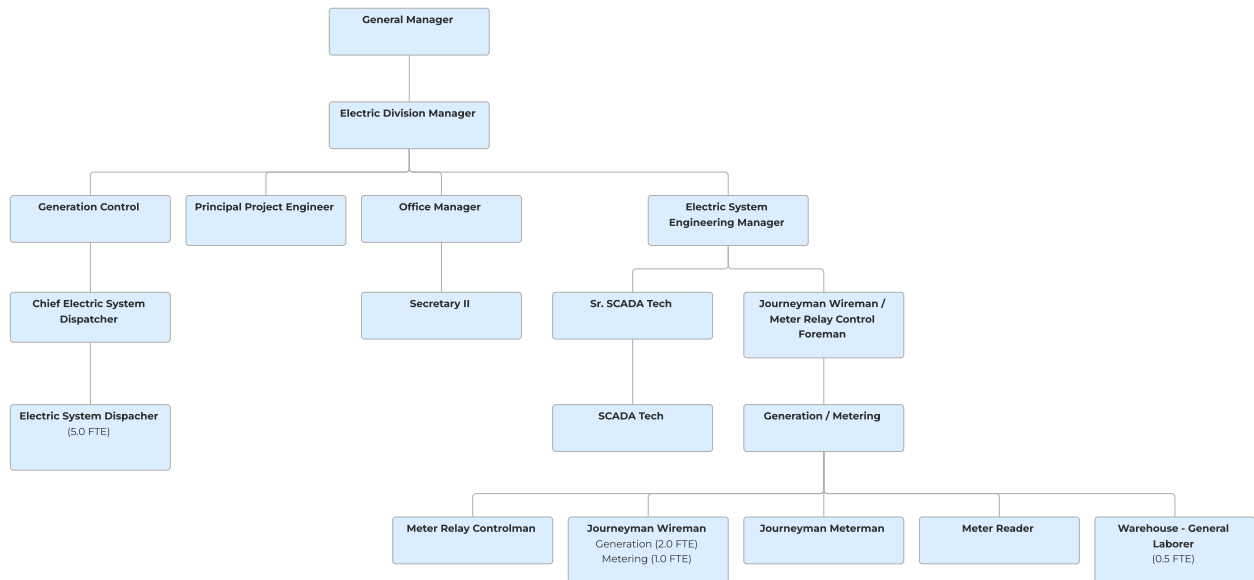 General Manager
Electric Division Manager
Generation Control
Principal Project Engineer
Office Manager
Electric System
Engineering Manager
Chief Electric System
Dispatcher
Secretary II
Sr. SCADA Tech
Journeyman Wireman /
Meter Relay Control
Foreman
Electric System Dispacher
(5.0 FTE)
SCADA Tech
Generation / Metering
Meter Relay Controlman
Journeyman Wireman
Generation (2.0 FTE)
Metering (1.0 FTE)
Journeyman Meterman
Meter Reader
Warehouse - General
Laborer
(0.5 FTE)